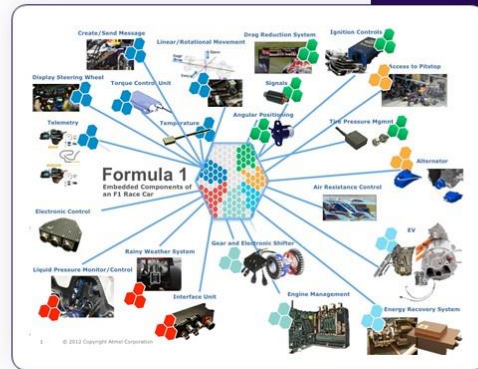 Create/Send Message
Linear/Rotational Movement
Drag Reduction System
Ignition Controls
Display Steering Wheel
Torque Control Unit
Signals
Access to Pitstop
Telemetry
Temperature
Angular Positioning
Tire Pressure Mgmnt
Formula 1
Embedded Components of
an F1 Race Car
Alternator
Air Resistance Control
Electronic Control
EV
Rainy Weather System
Gear and Electronic Shifter
Liquid Pressure Monitor/Control
Interface Unit
Engine Management
Energy Recovery System
© 2012 Copyright Atmel Corporation